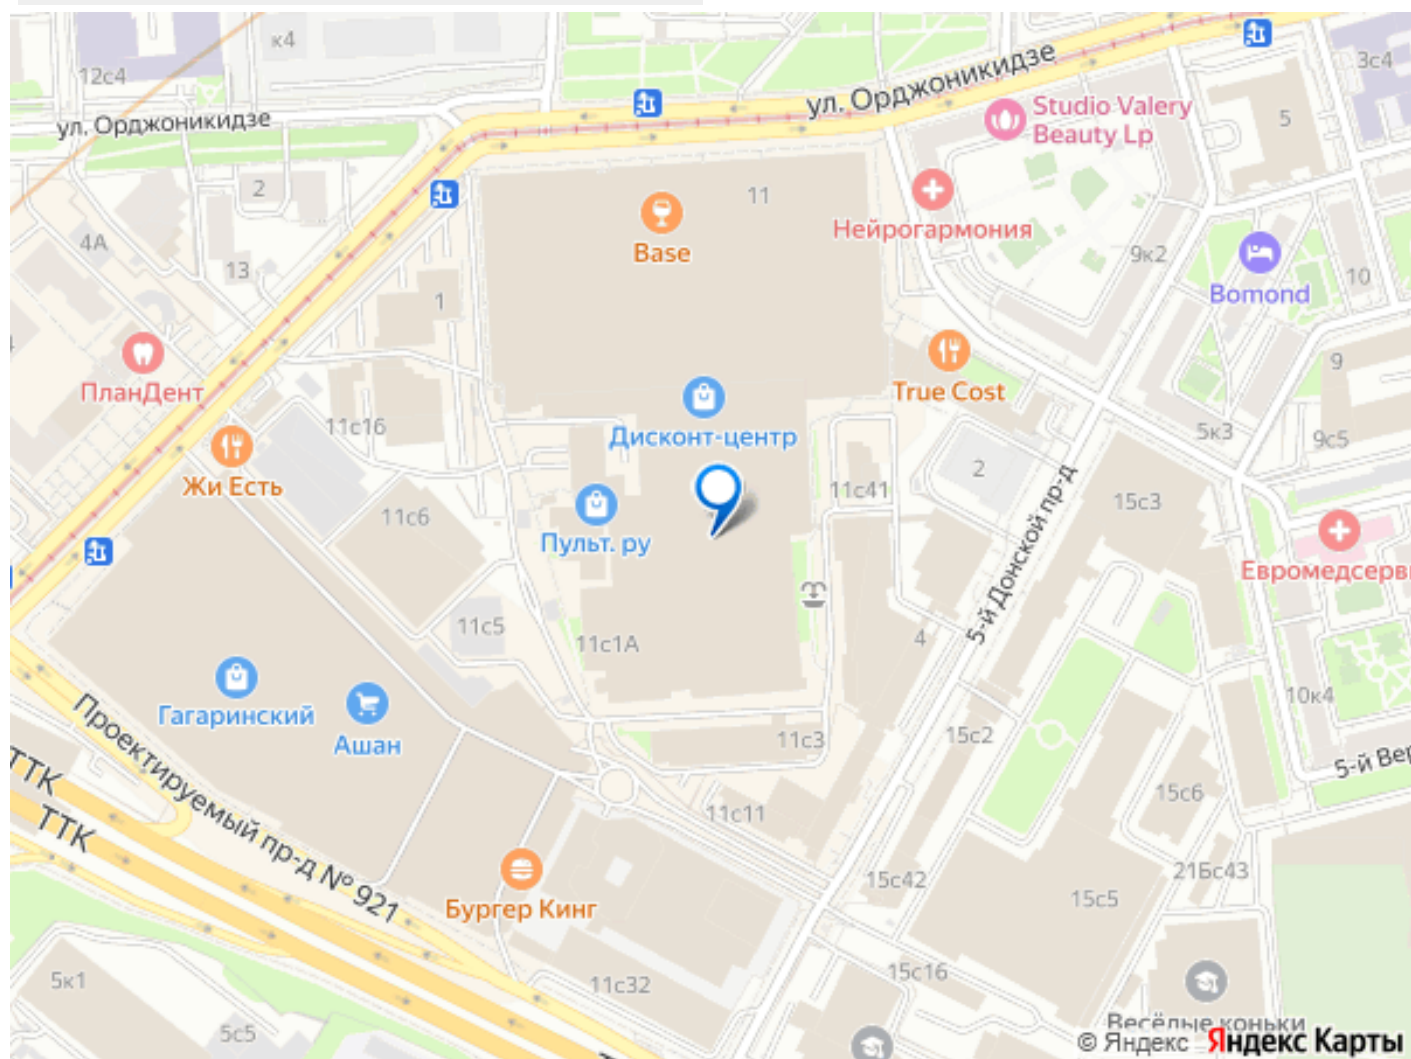 к4
12с4
ул. Орджоникидзе
ул. Орджоникидзе
3с4
Studio Valery
Beauty Lp
5
2
11
Base
Нейрогармония
4А
13
9к2
10
Bomond
1
ПланДент
True Cost
9
Дисконт-центр
11с16
5к3
9с5
Жи Есть
2
11с41
15с3
11с6
Пульт. ру
5-й Донской пр-д
Евромедсерв
11с5
11с1А
4
Гагаринский
Ашан
10к4
11с3
15с2
5-й Вер
ТТК
Проектируемый пр-д № 921
15с6
ТТК
11с11
21Бс43
15с42
15с5
Бургер Кинг
5к1
11с32
15с16
5с5
Весёлые коньки
© Яндекс Яндекс Карты